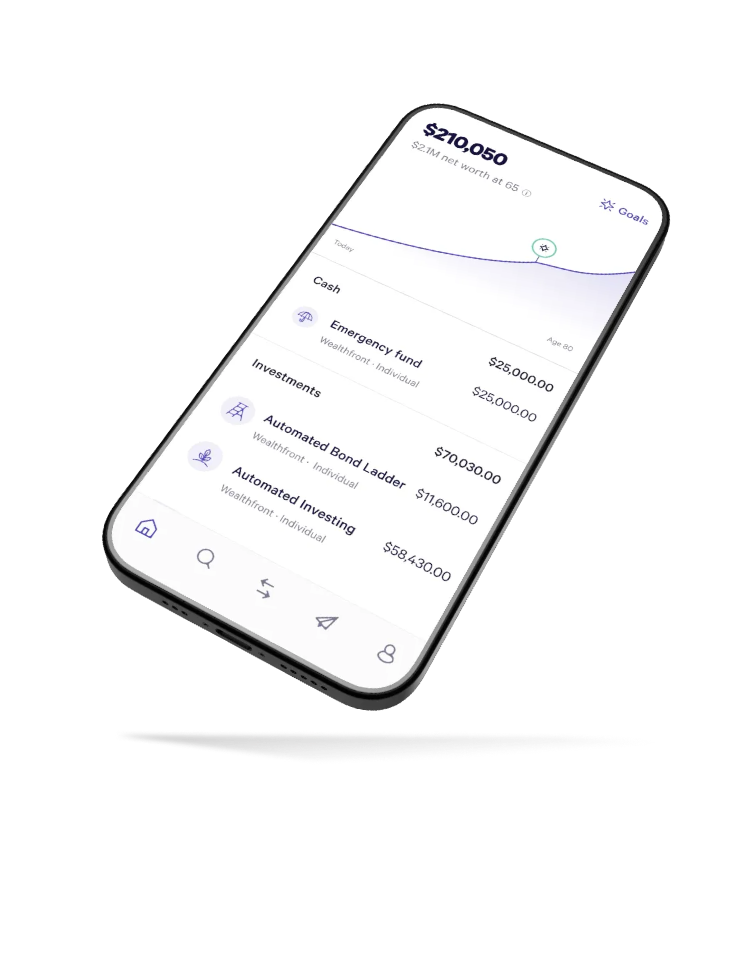 $210,050
$2.1M net worth at 65 ⓘ
Goals
Today
Age 80
Cash
$25,000.00
Emergency fund
$25,000.00
Wealthfront · Individual
Investments
$70,030.00
Automated Bond Ladder
$11,600.00
Wealthfront · Individual
Automated Investing
$58,430.00
Wealthfront · Individual